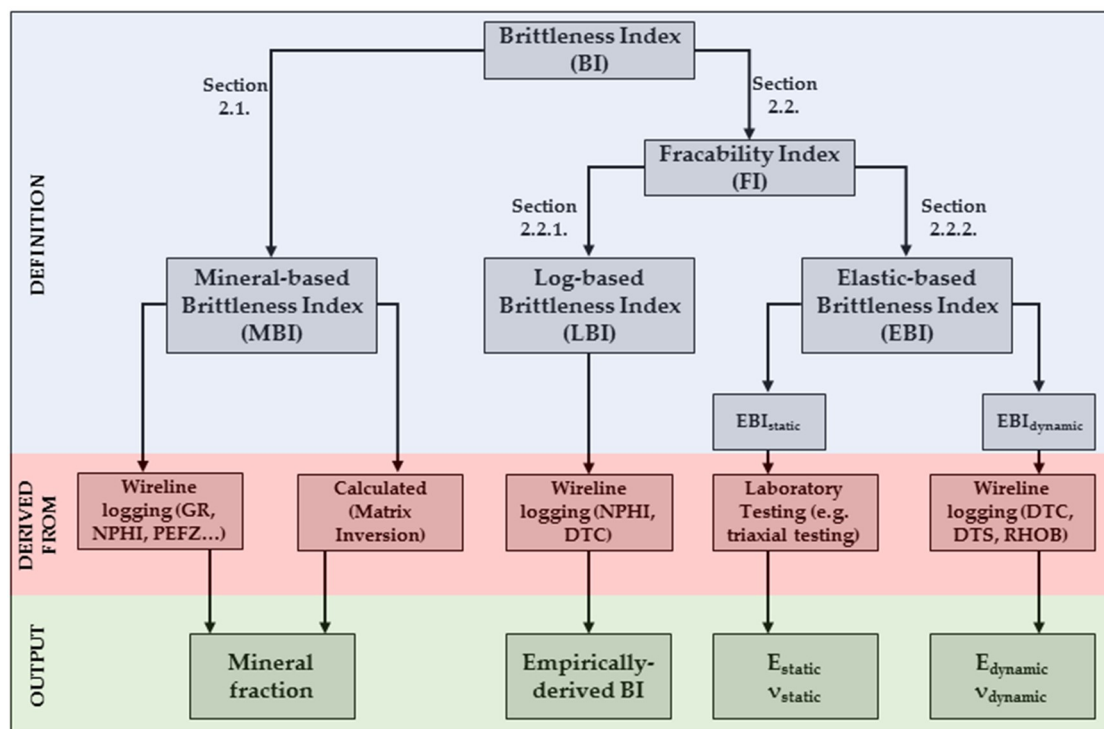 Brittleness Index
(BI)
Section
2.1.
Section
2.2.
Fracability Index
(FI)
Section
2.2.1.
Section
2.2.2.
DEFINITION
Mineral-based
Brittleness Index
(MBI)
Log-based
Brittleness Index
(LBI)
Elastic-based
Brittleness Index
(EBI)
EBIstatic
EBIdynamic
DERIVED
FROM
Wireline
logging (GR,
NPHI, PEFZ...)
Calculated
(Matrix
Inversion)
Wireline
logging (NPHI,
DTC)
Laboratory
Testing (e.g.
triaxial testing)
Wireline
logging (DTC,
DTS, RHOB)
OUTPUT
Mineral
fraction
Empirically-
derived BI
Estatic
νstatic
Edynamic
νdynamic